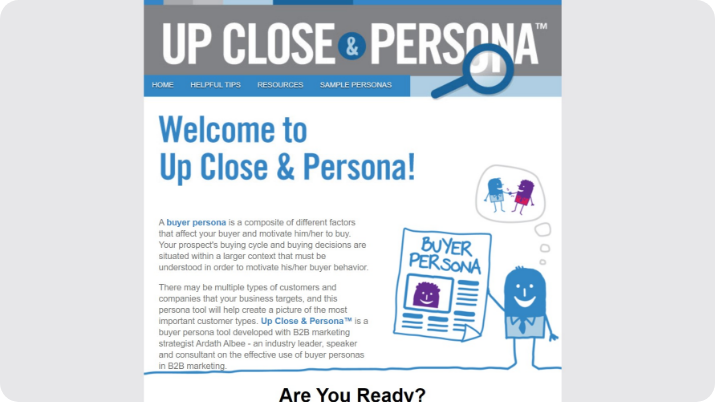 UP CLOSE & PERSONA™
HOME HELPFUL TIPS RESOURCES SAMPLE PERSONAS
Welcome to
Up Close & Persona!
A buyer persona is a composite of different factors
that affect your buyer and motivate him/her to buy.
Your prospect's buying cycle and buying decisions are
situated within a larger context that must be
understood in order to motivate his/her buyer behavior.
There may be multiple types of customers and
companies that your business targets, and this
persona tool will help create a picture of the most
important customer types. Up Close & Persona™ is a
buyer persona tool developed with B2B marketing
strategist Ardath Albee - an industry leader, speaker
and consultant on the effective use of buyer personas
in B2B marketing.
BUYER
PERSONA
Are You Ready?